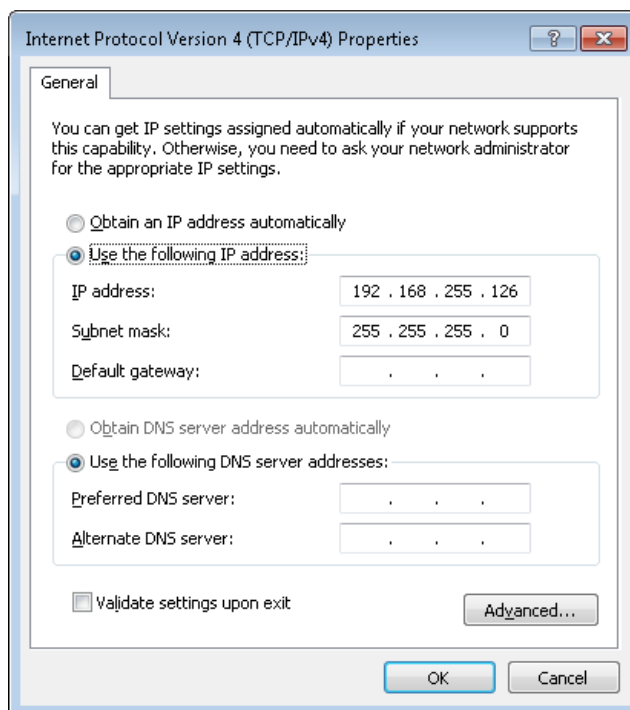 Internet Protocol Version 4 (TCP/IPv4) Properties
General
You can get IP settings assigned automatically if your network supports
this capability. Otherwise, you need to ask your network administrator
for the appropriate IP settings.
Obtain an IP address automatically
Use the following IP address:
IP address: 192 . 168 . 255 . 126
Subnet mask: 255 . 255 . 255 . 0
Default gateway: . . .
Obtain DNS server address automatically
Use the following DNS server addresses:
Preferred DNS server: . . .
Alternate DNS server: . . .
Validate settings upon exit
Advanced...
OK Cancel